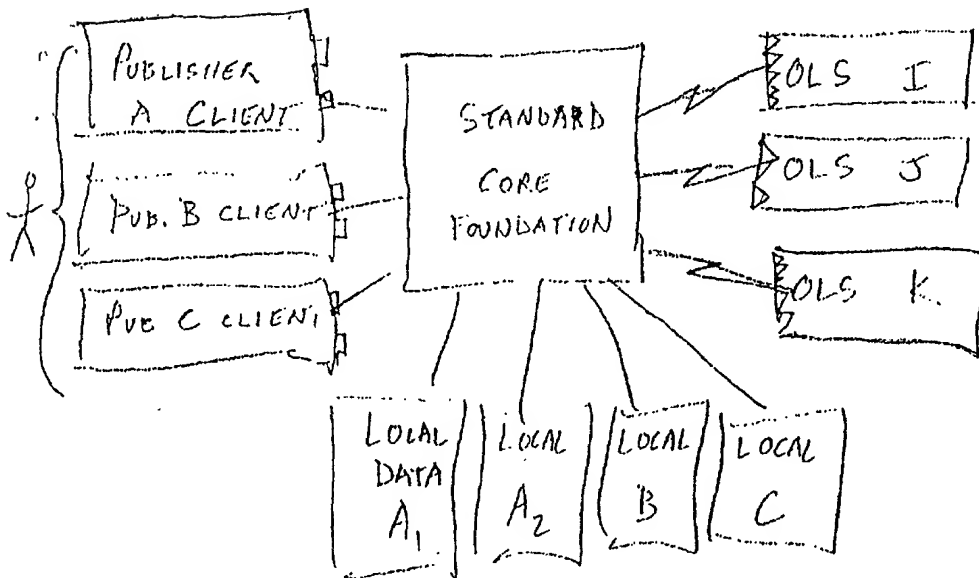 PUBLISHER
A CLIENT
PUB. B CLIENT
PUB C CLIENT
STANDARD
CORE
FOUNDATION
OLS I
OLS J
OLS K
LOCAL
DATA
A₁
LOCAL
A₂
LOCAL
B
LOCAL
C